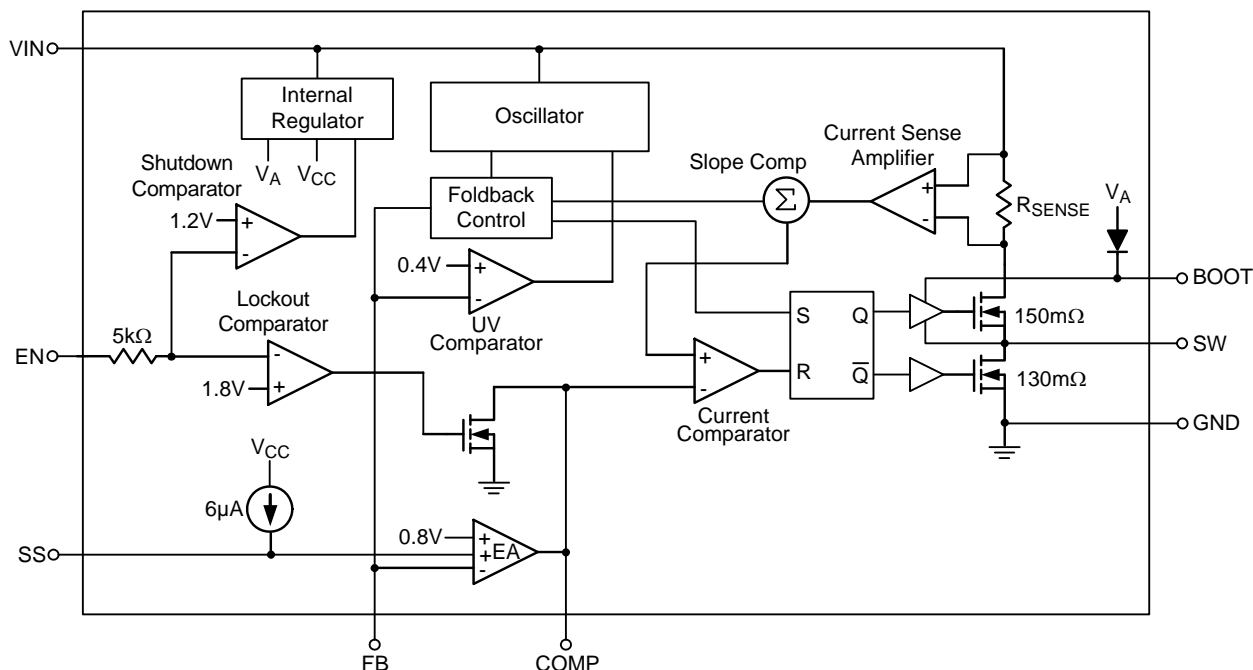 VIN
Internal
Regulator
Oscillator
Current Sense
Amplifier
Shutdown
Comparator
VA
VCC
Slope Comp
Foldback
Control
Σ
+
-
RSENSE
VA
1.2V
+
-
0.4V
+
-
UV
Comparator
BOOT
Lockout
Comparator
S
Q
150mΩ
5kΩ
EN
-
+
1.8V
SW
+
-
R
Q̅
130mΩ
Current
Comparator
GND
VCC
6µA
0.8V
+
+
-
EA
SS
FB
COMP